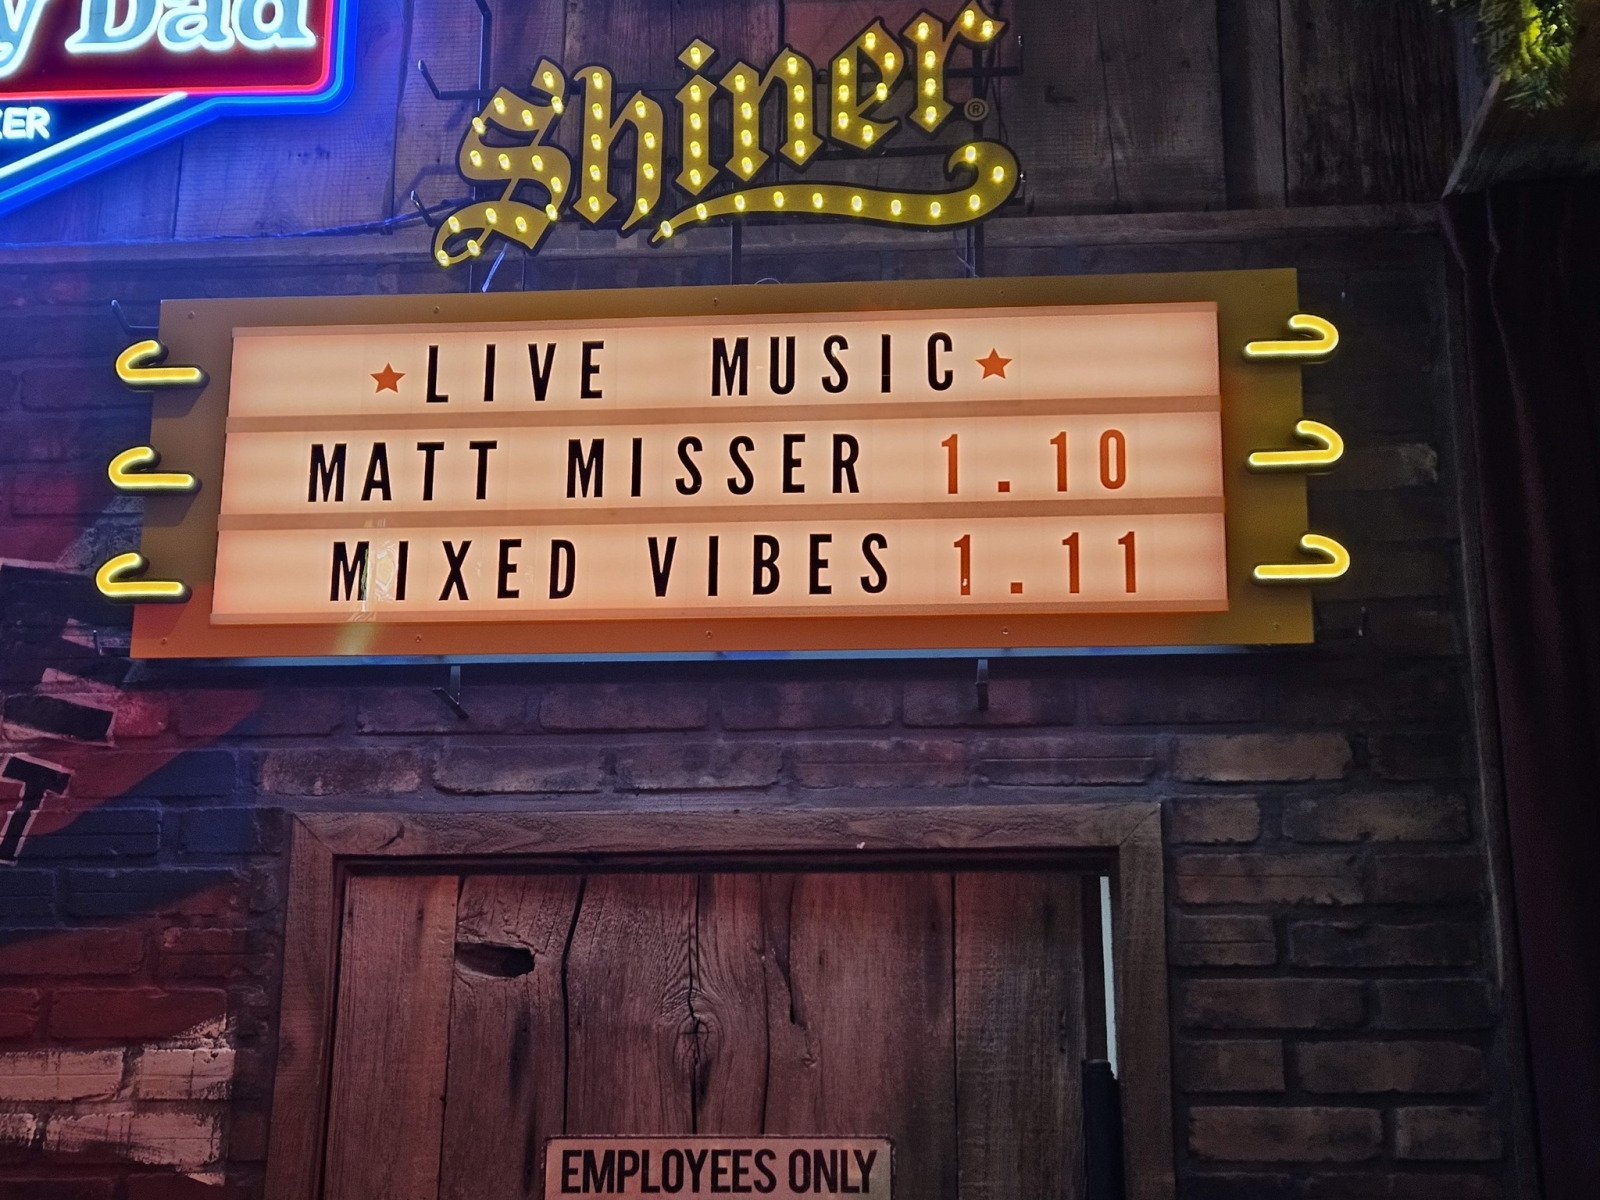 y Dad
Shiner®
★LIVE MUSIC★
MATT MISSER 1.10
MIXED VIBES 1.11
T
EMPLOYEES ONLY